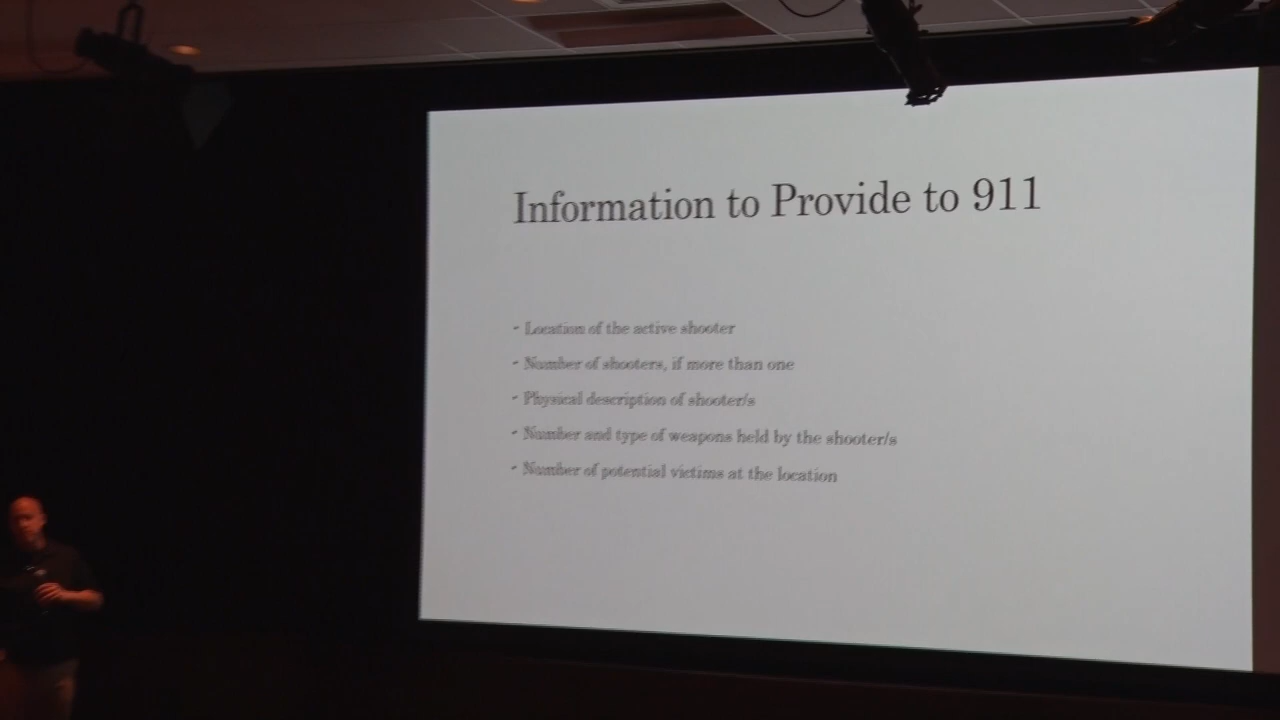 Information to Provide to 911
- Location of the active shooter
- Number of shooters, if more than one
- Physical description of shooter/s
- Number and type of weapons held by the shooter/s
- Number of potential victims at the location